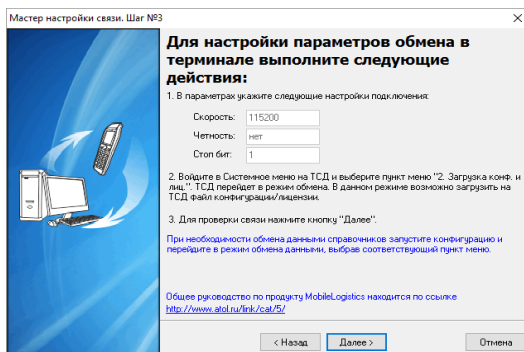 Мастер настройки связи. Шаг №3
Для настройки параметров обмена в
терминале выполните следующие
действия:
1. В параметрах укажите следующие настройки подключения:
Скорость: 115200
Четность: нет
Стоп бит: 1
2. Войдите в Системное меню на ТСД и выберите пункт меню "2. Загрузка конф. и
лиц.". ТСД перейдет в режим обмена. В данном режиме возможно загрузить на
ТСД файл конфигурации/лицензии.
3. Для проверки связи нажмите кнопку "Далее".
При необходимости обмена данными справочников запустите конфигурацию и
перейдите в режим обмена данными, выбрав соответствующий пункт меню.
Общее руководство по продукту MobileLogistics находится по ссылке
http://www.atol.ru/link/cat/5/
< Назад Далее > Отмена